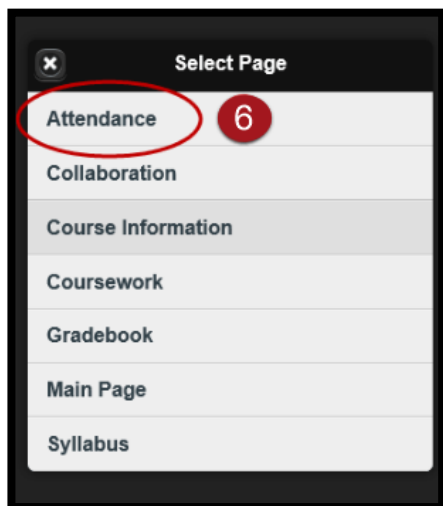 Select Page
Attendance 6
Collaboration
Course Information
Coursework
Gradebook
Main Page
Syllabus